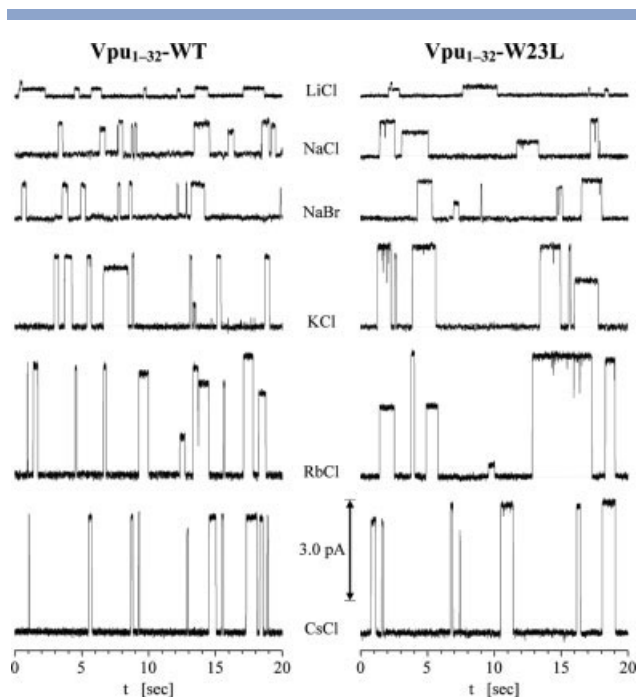 Vpu₁₋₃₂-WT Vpu₁₋₃₂-W23L
LiCl
NaCl
NaBr
KCl
RbCl
3.0 pA
CsCl
0 5 10 15 20 0 5 10 15 20
t [sec] t [sec]